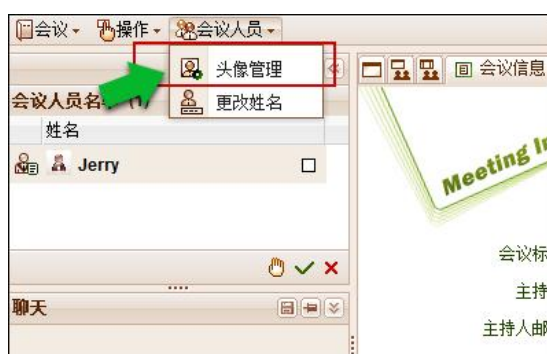 会议 操作 会议人员
头像管理
更改姓名
会议人员名单 (1)
姓名
Jerry
聊天
会议信息
Meeting In
会议标
主持
主持人邮